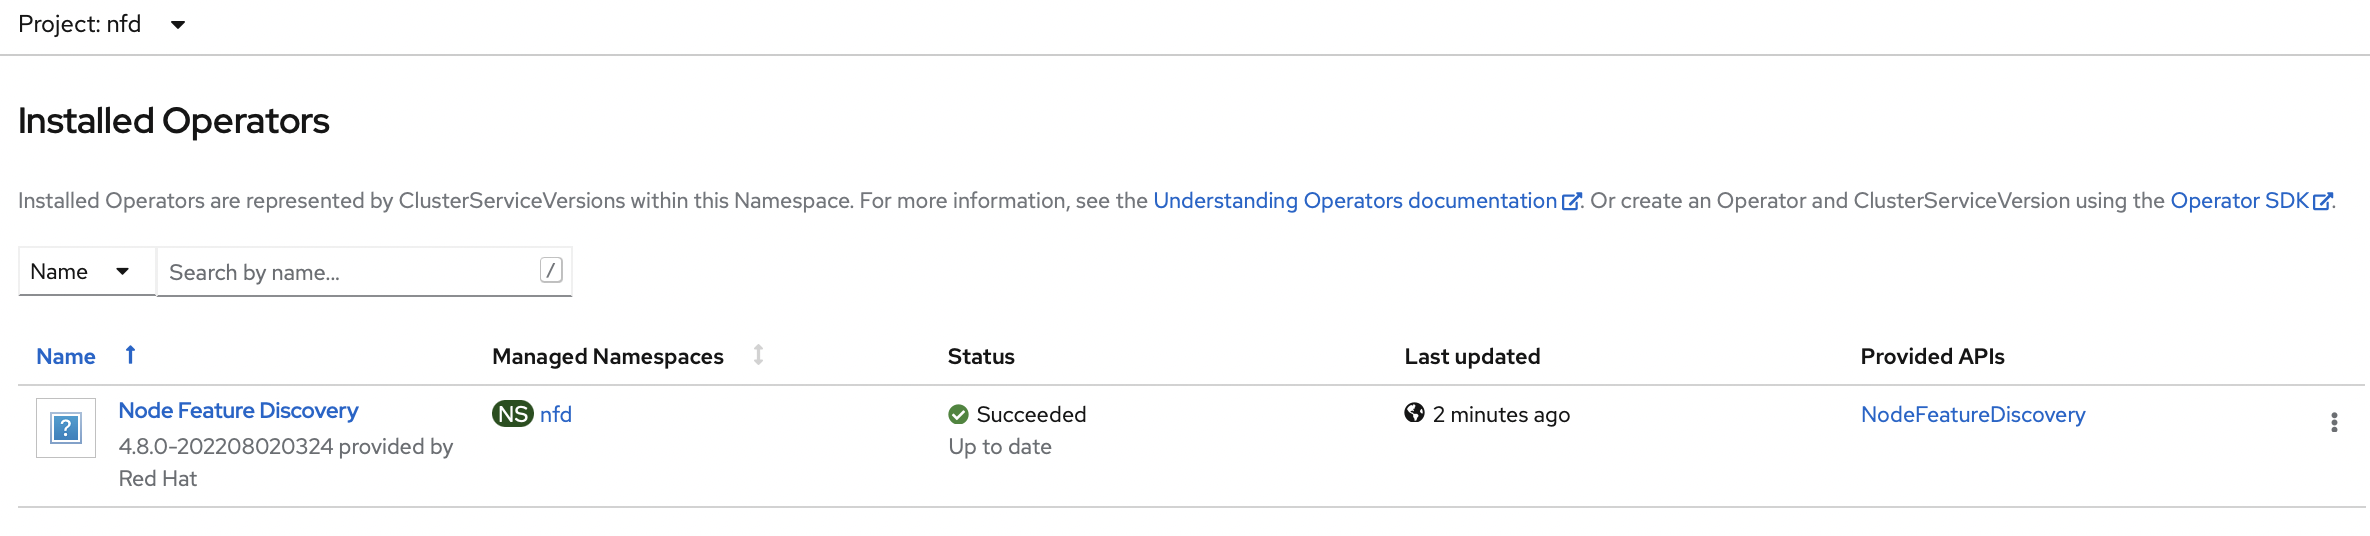 Project: nfd
Installed Operators
Installed Operators are represented by ClusterServiceVersions within this Namespace. For more information, see the Understanding Operators documentation. Or create an Operator and ClusterServiceVersion using the Operator SDK.
Name Search by name... /
Name Managed Namespaces Status Last updated Provided APIs
Node Feature Discovery NS nfd Succeeded 2 minutes ago NodeFeatureDiscovery
4.8.0-202208020324 provided by Up to date
Red Hat